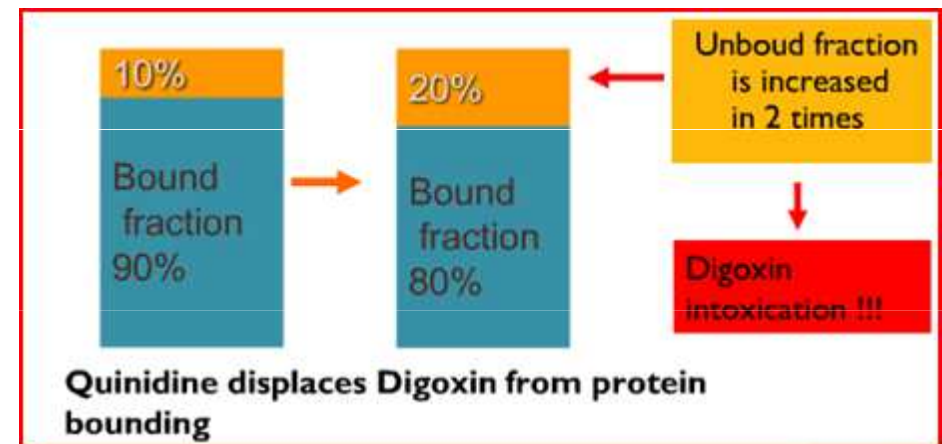 10%
Bound
fraction
90%
20%
Bound
fraction
80%
Unboud fraction
is increased
in 2 times
Digoxin
intoxication !!!
Quinidine displaces Digoxin from protein
bounding